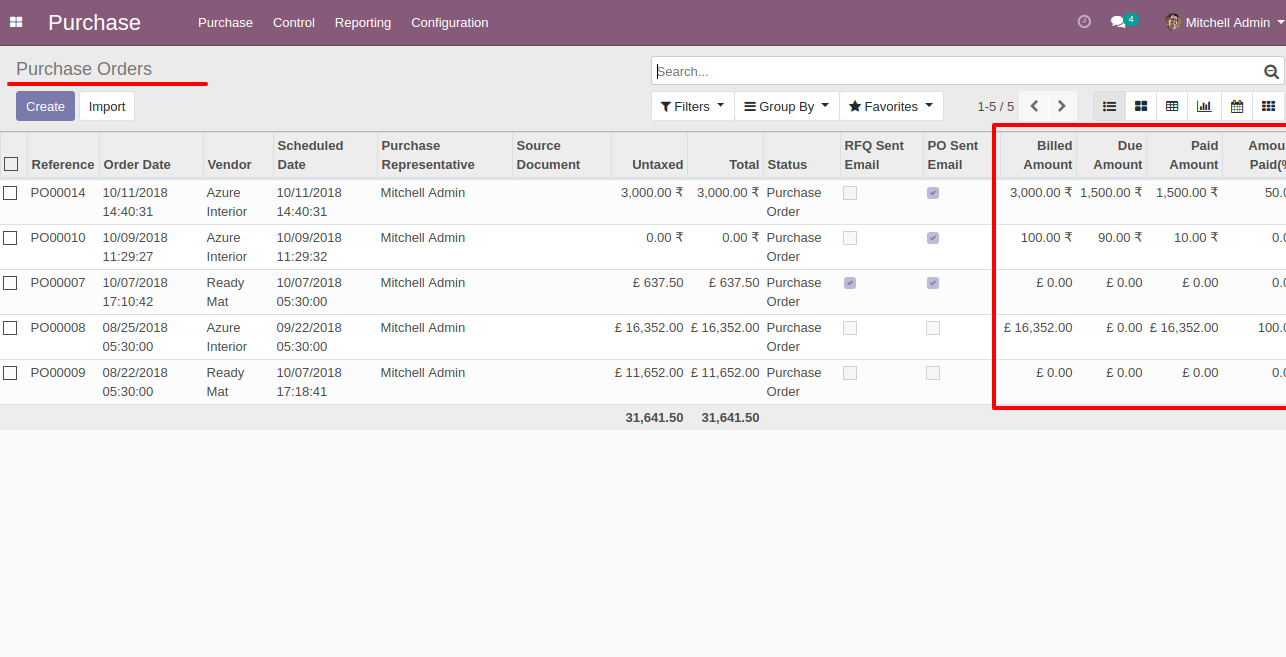 Purchase Purchase Control Reporting Configuration 4 Mitchell Admin
Purchase Orders
Search...
Create Import Filters Group By Favorites 1-5 / 5
Reference Order Date Vendor Scheduled Date Purchase Representative Source Document Untaxed Total Status RFQ Sent Email PO Sent Email Billed Amount Due Amount Paid Amount Amou Paid(%
PO00014 10/11/2018 Azure 10/11/2018 Mitchell Admin 3,000.00 ₹ 3,000.00 ₹ Purchase 3,000.00 ₹ 1,500.00 ₹ 1,500.00 ₹ 50.0
14:40:31 Interior 14:40:31 Order
PO00010 10/09/2018 Azure 10/09/2018 Mitchell Admin 0.00 ₹ 0.00 ₹ Purchase 100.00 ₹ 90.00 ₹ 10.00 ₹ 0.0
11:29:27 Interior 11:29:32 Order
PO00007 10/07/2018 Ready 10/07/2018 Mitchell Admin £ 637.50 £ 637.50 Purchase £ 0.00 £ 0.00 £ 0.00 0.0
17:10:42 Mat 05:30:00 Order
PO00008 08/25/2018 Azure 09/22/2018 Mitchell Admin £ 16,352.00 £ 16,352.00 Purchase £ 16,352.00 £ 0.00 £ 16,352.00 100.0
05:30:00 Interior 05:30:00 Order
PO00009 08/22/2018 Ready 10/07/2018 Mitchell Admin £ 11,652.00 £ 11,652.00 Purchase £ 0.00 £ 0.00 £ 0.00 0.0
05:30:00 Mat 17:18:41 Order
31,641.50 31,641.50